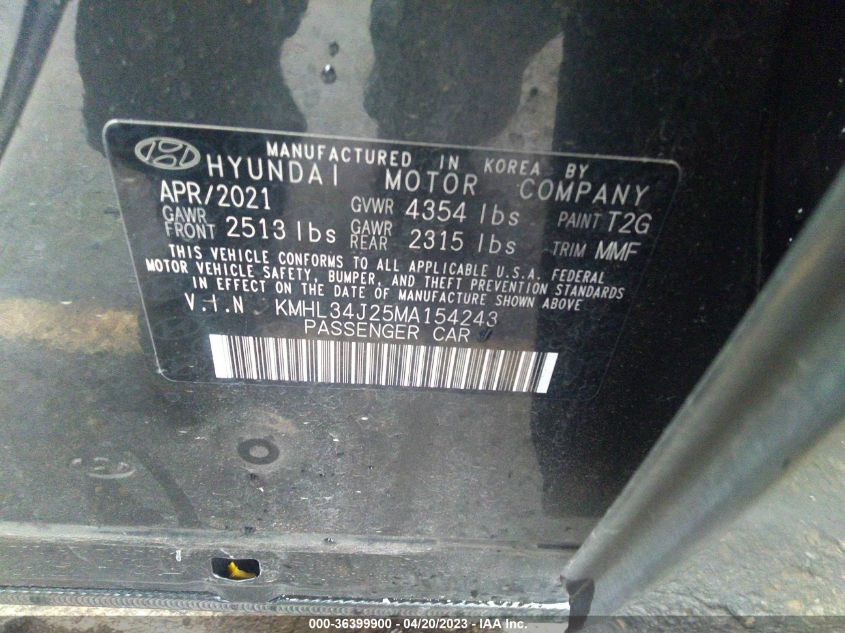 MANUFACTURED IN KOREA BY
HYUNDAI MOTOR COMPANY
APR/2021 GVWR 4354 lbs PAINT T2G
GAWR FRONT 2513 lbs GAWR REAR 2315 lbs TRIM MMF
THIS VEHICLE CONFORMS TO ALL APPLICABLE U.S.A. FEDERAL
MOTOR VEHICLE SAFETY, BUMPER, AND THEFT PREVENTION STANDARDS
IN EFFECT ON THE DATE OF MANUFACTURE SHOWN ABOVE
V.I.N KMHL34J25MA154243
PASSENGER CAR
000-36399900 - 04/20/2023 - IAA Inc.